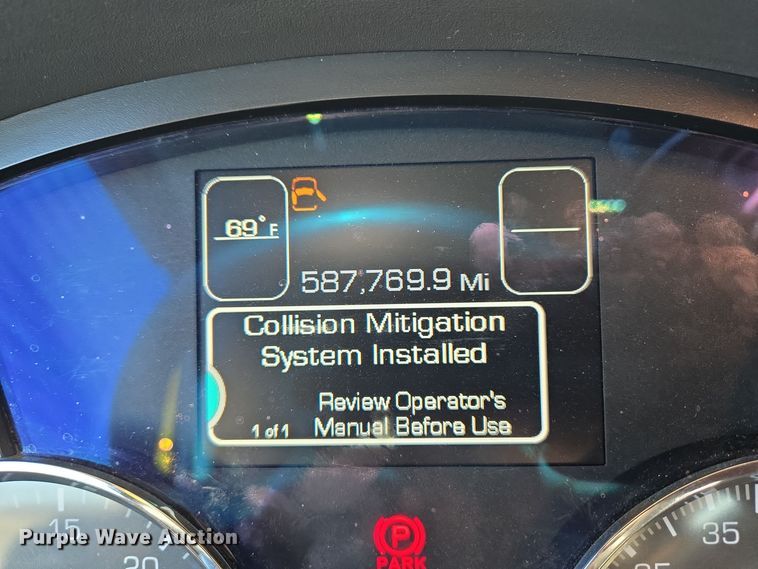 69°F
587,769.9 Mi
Collision Mitigation
System Installed
Review Operator's
1 of 1 Manual Before Use
15
20
35
P
PARK
Purple Wave Auction